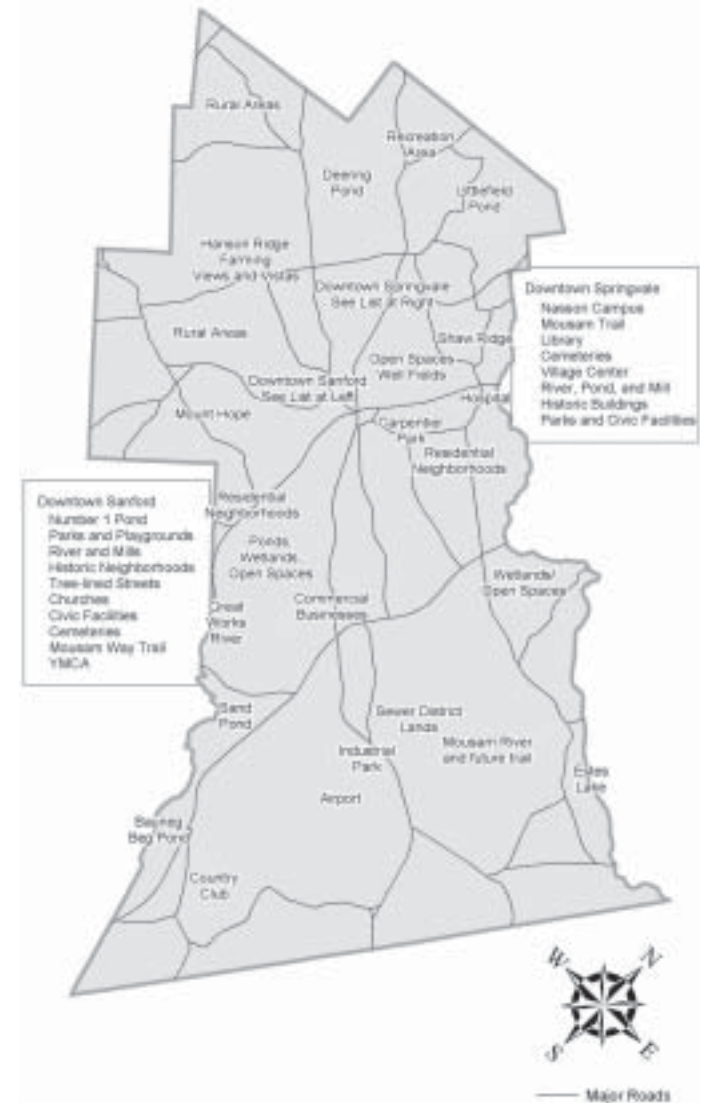 Rural Areas
Recreation
Area
Deering
Pond
Littlefield
Pond
Hanson Ridge
Farming
Views and Vistas
Downtown Springvale
See List at Right
Downtown Springvale
Nasson Campus
Mousam Trail
Library
Cemeteries
Village Center
River, Pond, and Mill
Historic Buildings
Parks and Civic Facilities
Rural Areas
Shaw Ridge
Open Spaces
Well Fields
Downtown Sanford
See List at Left
Hospital
Mount Hope
Carpentier
Park
Residential
Neighborhoods
Downtown Sanford
Number 1 Pond
Parks and Playgrounds
River and Mills
Historic Neighborhoods
Tree-lined Streets
Churches
Civic Facilities
Cemeteries
Mousam Way Trail
YMCA
Residential
Neighborhoods
Ponds,
Wetlands,
Open Spaces
Wetlands/
Open Spaces
Great
Works
River
Commercial
Businesses
Sand
Pond
Sewer District
Lands
Industrial
Park
Mousam River
and future trail
Airport
Estes
Lake
Beg Pond
Country
Club
W
N
S
E
Major Roads